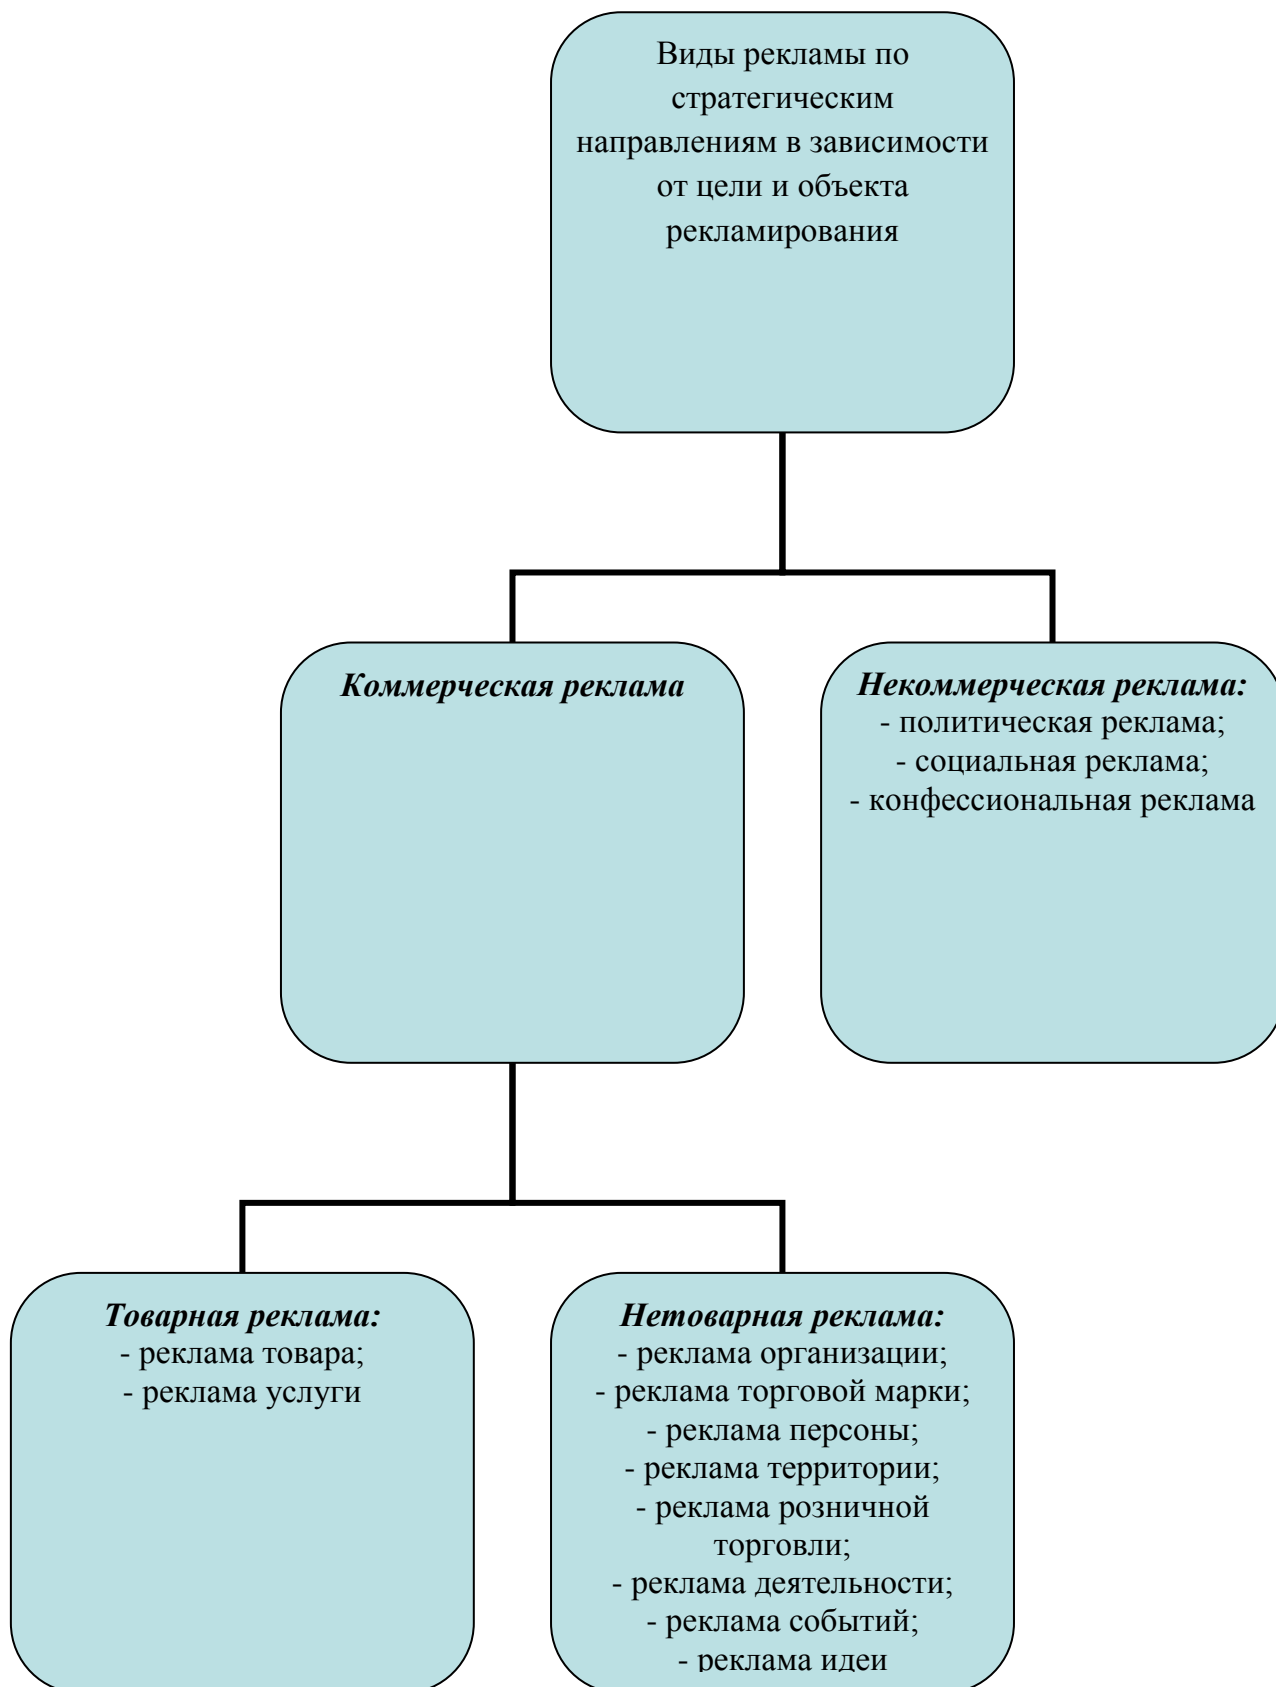 Виды рекламы по
стратегическим
направлениям в зависимости
от цели и объекта
рекламирования
Коммерческая реклама
Некоммерческая реклама:
- политическая реклама;
- социальная реклама;
- конфессиональная реклама
Товарная реклама:
- реклама товара;
- реклама услуги
Нетоварная реклама:
- реклама организации;
- реклама торговой марки;
- реклама персоны;
- реклама территории;
- реклама розничной
торговли;
- реклама деятельности;
- реклама событий;
- реклама идеи